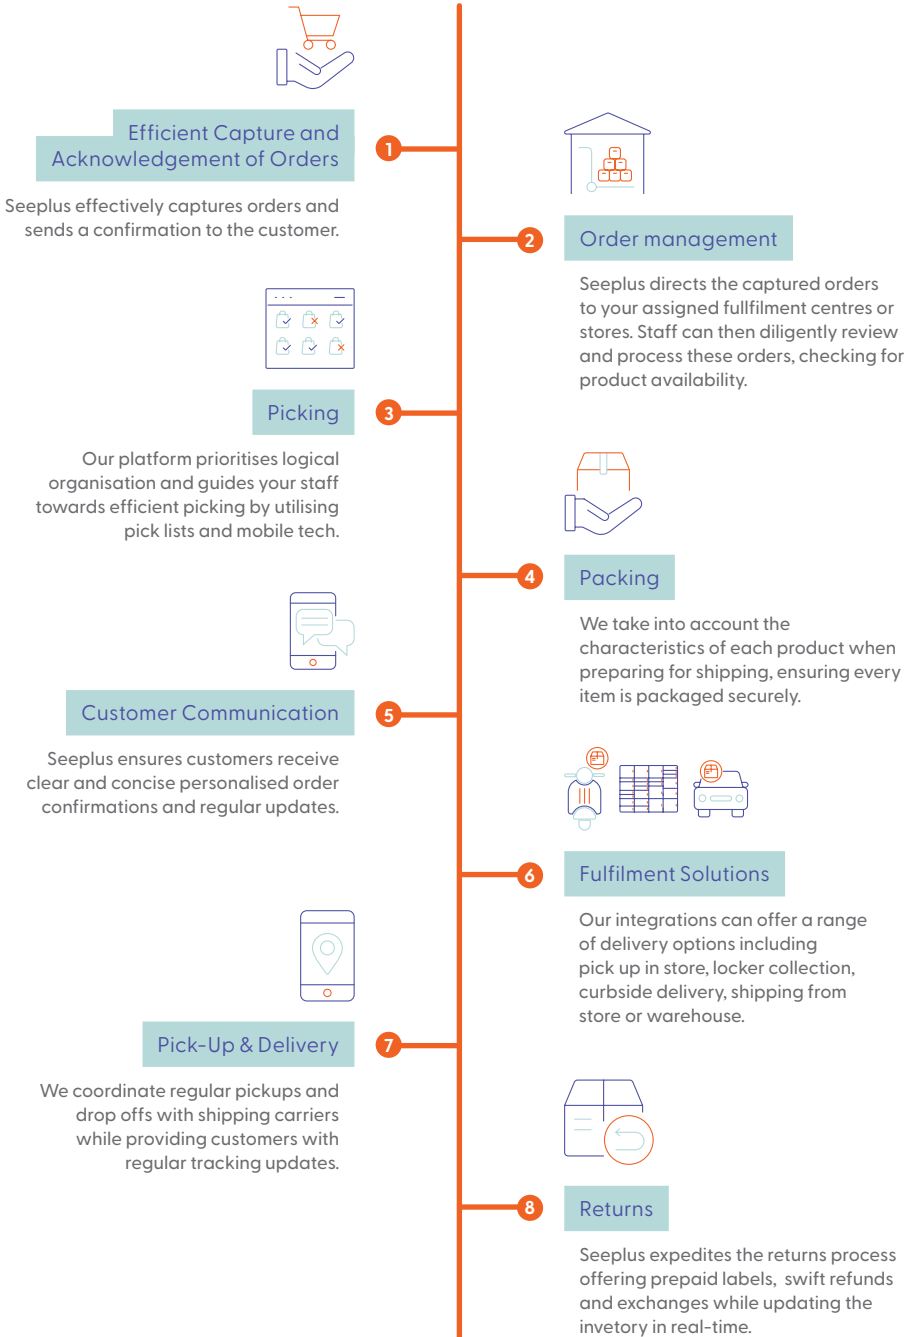 Efficient Capture and
Acknowledgement of Orders
1
Seeplus effectively captures orders and
sends a confirmation to the customer.
2
Order management
Seeplus directs the captured orders
to your assigned fullfilment centres or
stores. Staff can then diligently review
and process these orders, checking for
product availability.
Picking
3
Our platform prioritises logical
organisation and guides your staff
towards efficient picking by utilising
pick lists and mobile tech.
4
Packing
We take into account the
characteristics of each product when
preparing for shipping, ensuring every
item is packaged securely.
Customer Communication
5
Seeplus ensures customers receive
clear and concise personalised order
confirmations and regular updates.
6
Fulfilment Solutions
Our integrations can offer a range
of delivery options including
pick up in store, locker collection,
curbside delivery, shipping from
store or warehouse.
Pick-Up & Delivery
7
We coordinate regular pickups and
drop offs with shipping carriers
while providing customers with
regular tracking updates.
8
Returns
Seeplus expedites the returns process
offering prepaid labels, swift refunds
and exchanges while updating the
invetory in real-time.